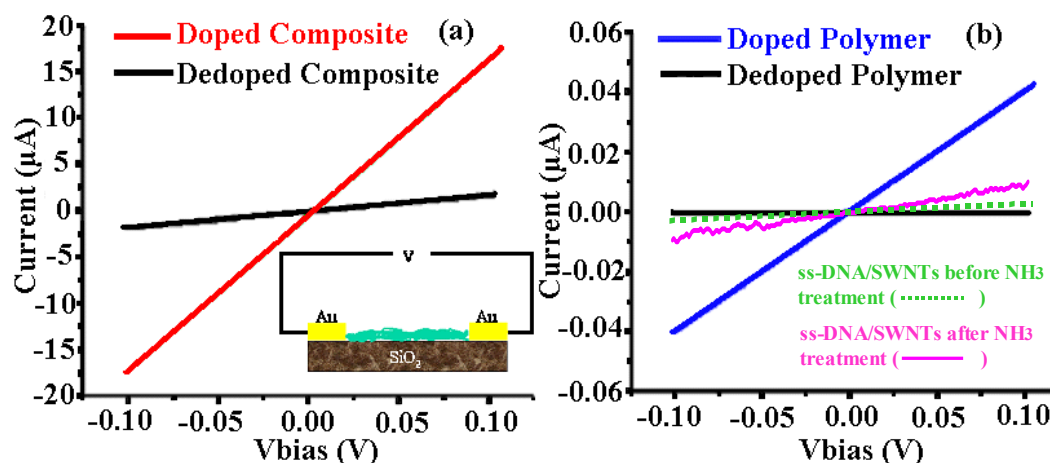 Doped Composite (a)
Dedoped Composite
Current (μA)
20
15
10
5
0
-5
-10
-15
-20
V
Au
Au
SiO2
-0.10 -0.05 0.00 0.05 0.10
Vbias (V)
Doped Polymer (b)
Dedoped Polymer
Current (μA)
0.06
0.04
0.02
0.00
-0.02
-0.04
0.06
ss-DNA/SWNTs before NH3
treatment ( )
ss-DNA/SWNTs after NH3
treatment ( )
-0.10 -0.05 0.00 0.05 0.10
Vbias (V)